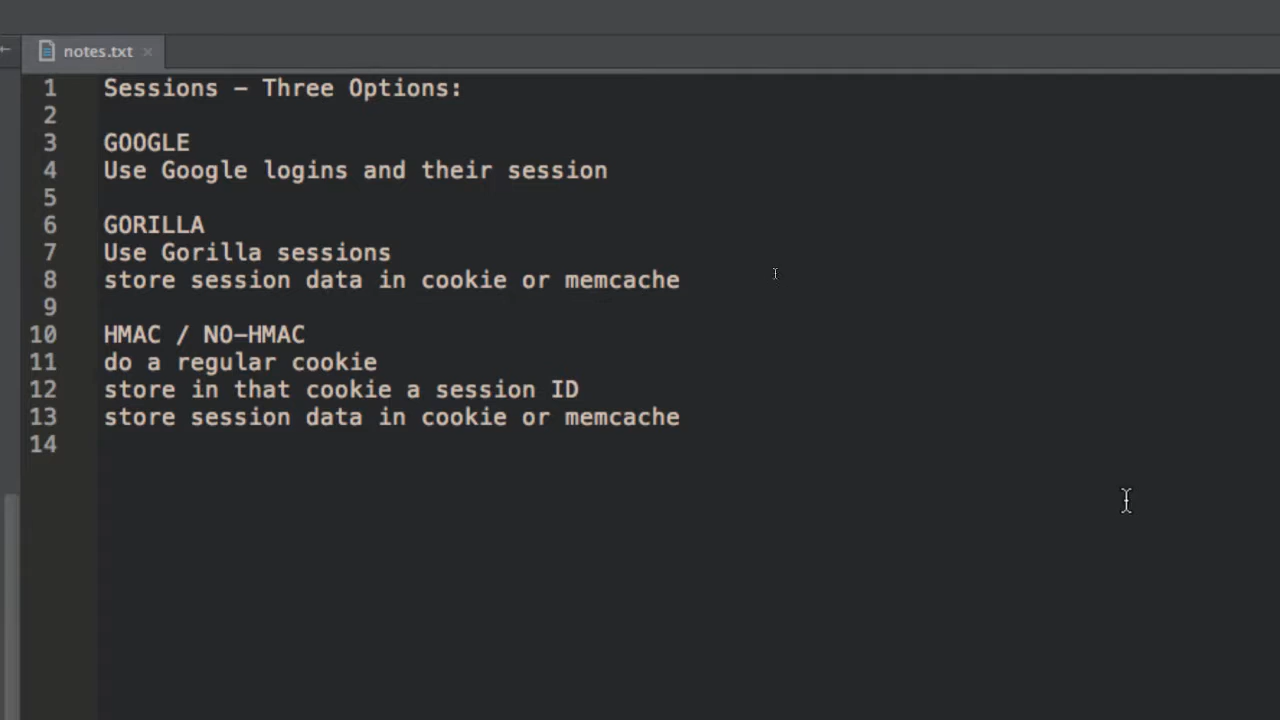 notes.txt
1 Sessions – Three Options:
2
3 GOOGLE
4 Use Google logins and their session
5
6 GORILLA
7 Use Gorilla sessions
8 store session data in cookie or memcache
9
10 HMAC / NO-HMAC
11 do a regular cookie
12 store in that cookie a session ID
13 store session data in cookie or memcache
14